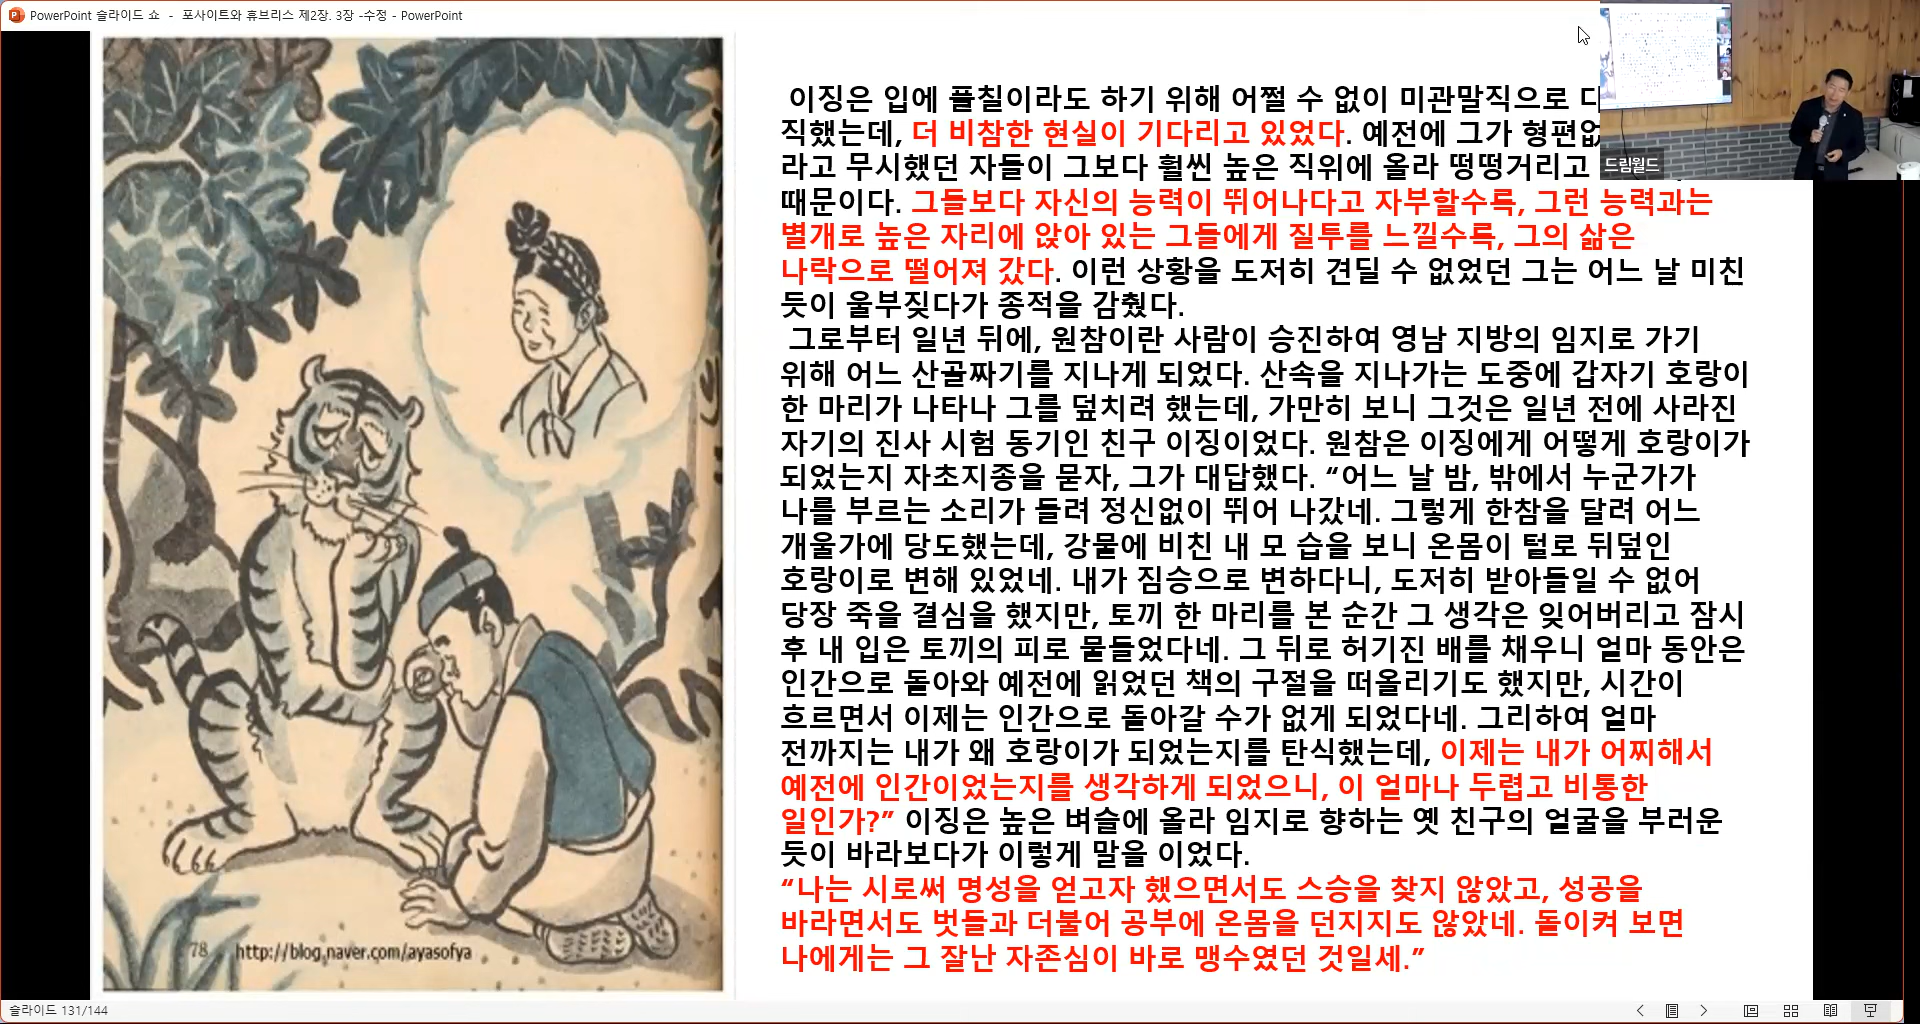 PowerPoint 슬라이드 쇼 - 포사이트와 휴브리스 제2장. 3장 -수정 - PowerPoint
이징은 입에 풀칠이라도 하기 위해 어쩔 수 없이 미관말직으로
직했는데, 더 비참한 현실이 기다리고 있었다. 예전에 그가
라고 무시했던 자들이 그보다 훨씬 높은 직위에 올라 떵떵거리고
드림월드
때문이다. 그들보다 자신의 능력이 뛰어나다고 자부할수록, 그런 능력과는
별개로 높은 자리에 앉아 있는 그들에게 질투를 느낄수록, 그의 삶은
나락으로 떨어져 갔다. 이런 상황을 도저히 견딜 수 없었던 그는 어느 날 미친
듯이 울부짖다가 종적을 감췄다.
그로부터 일년 뒤에, 원참이란 사람이 승진하여 영남 지방의 임지로 가기
위해 어느 산골짜기를 지나게 되었다. 산속을 지나가는 도중에 갑자기 호랑이
한 마리가 나타나 그를 덮치려 했는데, 가만히 보니 그것은 일년 전에 사라진
자기의 진사 시험 동기인 친구 이징이었다. 원참은 이징에게 어떻게 호랑이가
되었는지 자초지종을 묻자, 그가 대답했다. “어느 날 밤, 밖에서 누군가가
나를 부르는 소리가 들려 정신없이 뛰어 나갔네. 그렇게 한참을 달려 어느
개울가에 당도했는데, 강물에 비친 내 모 습을 보니 온몸이 털로 뒤덮인
호랑이로 변해 있었네. 내가 짐승으로 변하다니, 도저히 받아들일 수 없어
당장 죽을 결심을 했지만, 토끼 한 마리를 본 순간 그 생각은 잊어버리고 잠시
후 내 입은 토끼의 피로 물들었다네. 그 뒤로 허기진 배를 채우니 얼마 동안은
인간으로 돌아와 예전에 읽었던 책의 구절을 떠올리기도 했지만, 시간이
흐르면서 이제는 인간으로 돌아갈 수가 없게 되었다네. 그리하여 얼마
전까지는 내가 왜 호랑이가 되었는지를 탄식했는데, 이제는 내가 어찌해서
예전에 인간이었는지를 생각하게 되었으니, 이 얼마나 두렵고 비통한
일인가?” 이징은 높은 벼슬에 올라 임지로 향하는 옛 친구의 얼굴을 부러운
듯이 바라보다가 이렇게 말을 이었다.
“나는 시로써 명성을 얻고자 했으면서도 스승을 찾지 않았고, 성공을
바라면서도 벗들과 더불어 공부에 온몸을 던지지도 않았네. 돌이켜 보면
나에게는 그 잘난 자존심이 바로 맹수였던 것일세.”
78 http://blog.naver.com/ayasofya
슬라이드 131/144